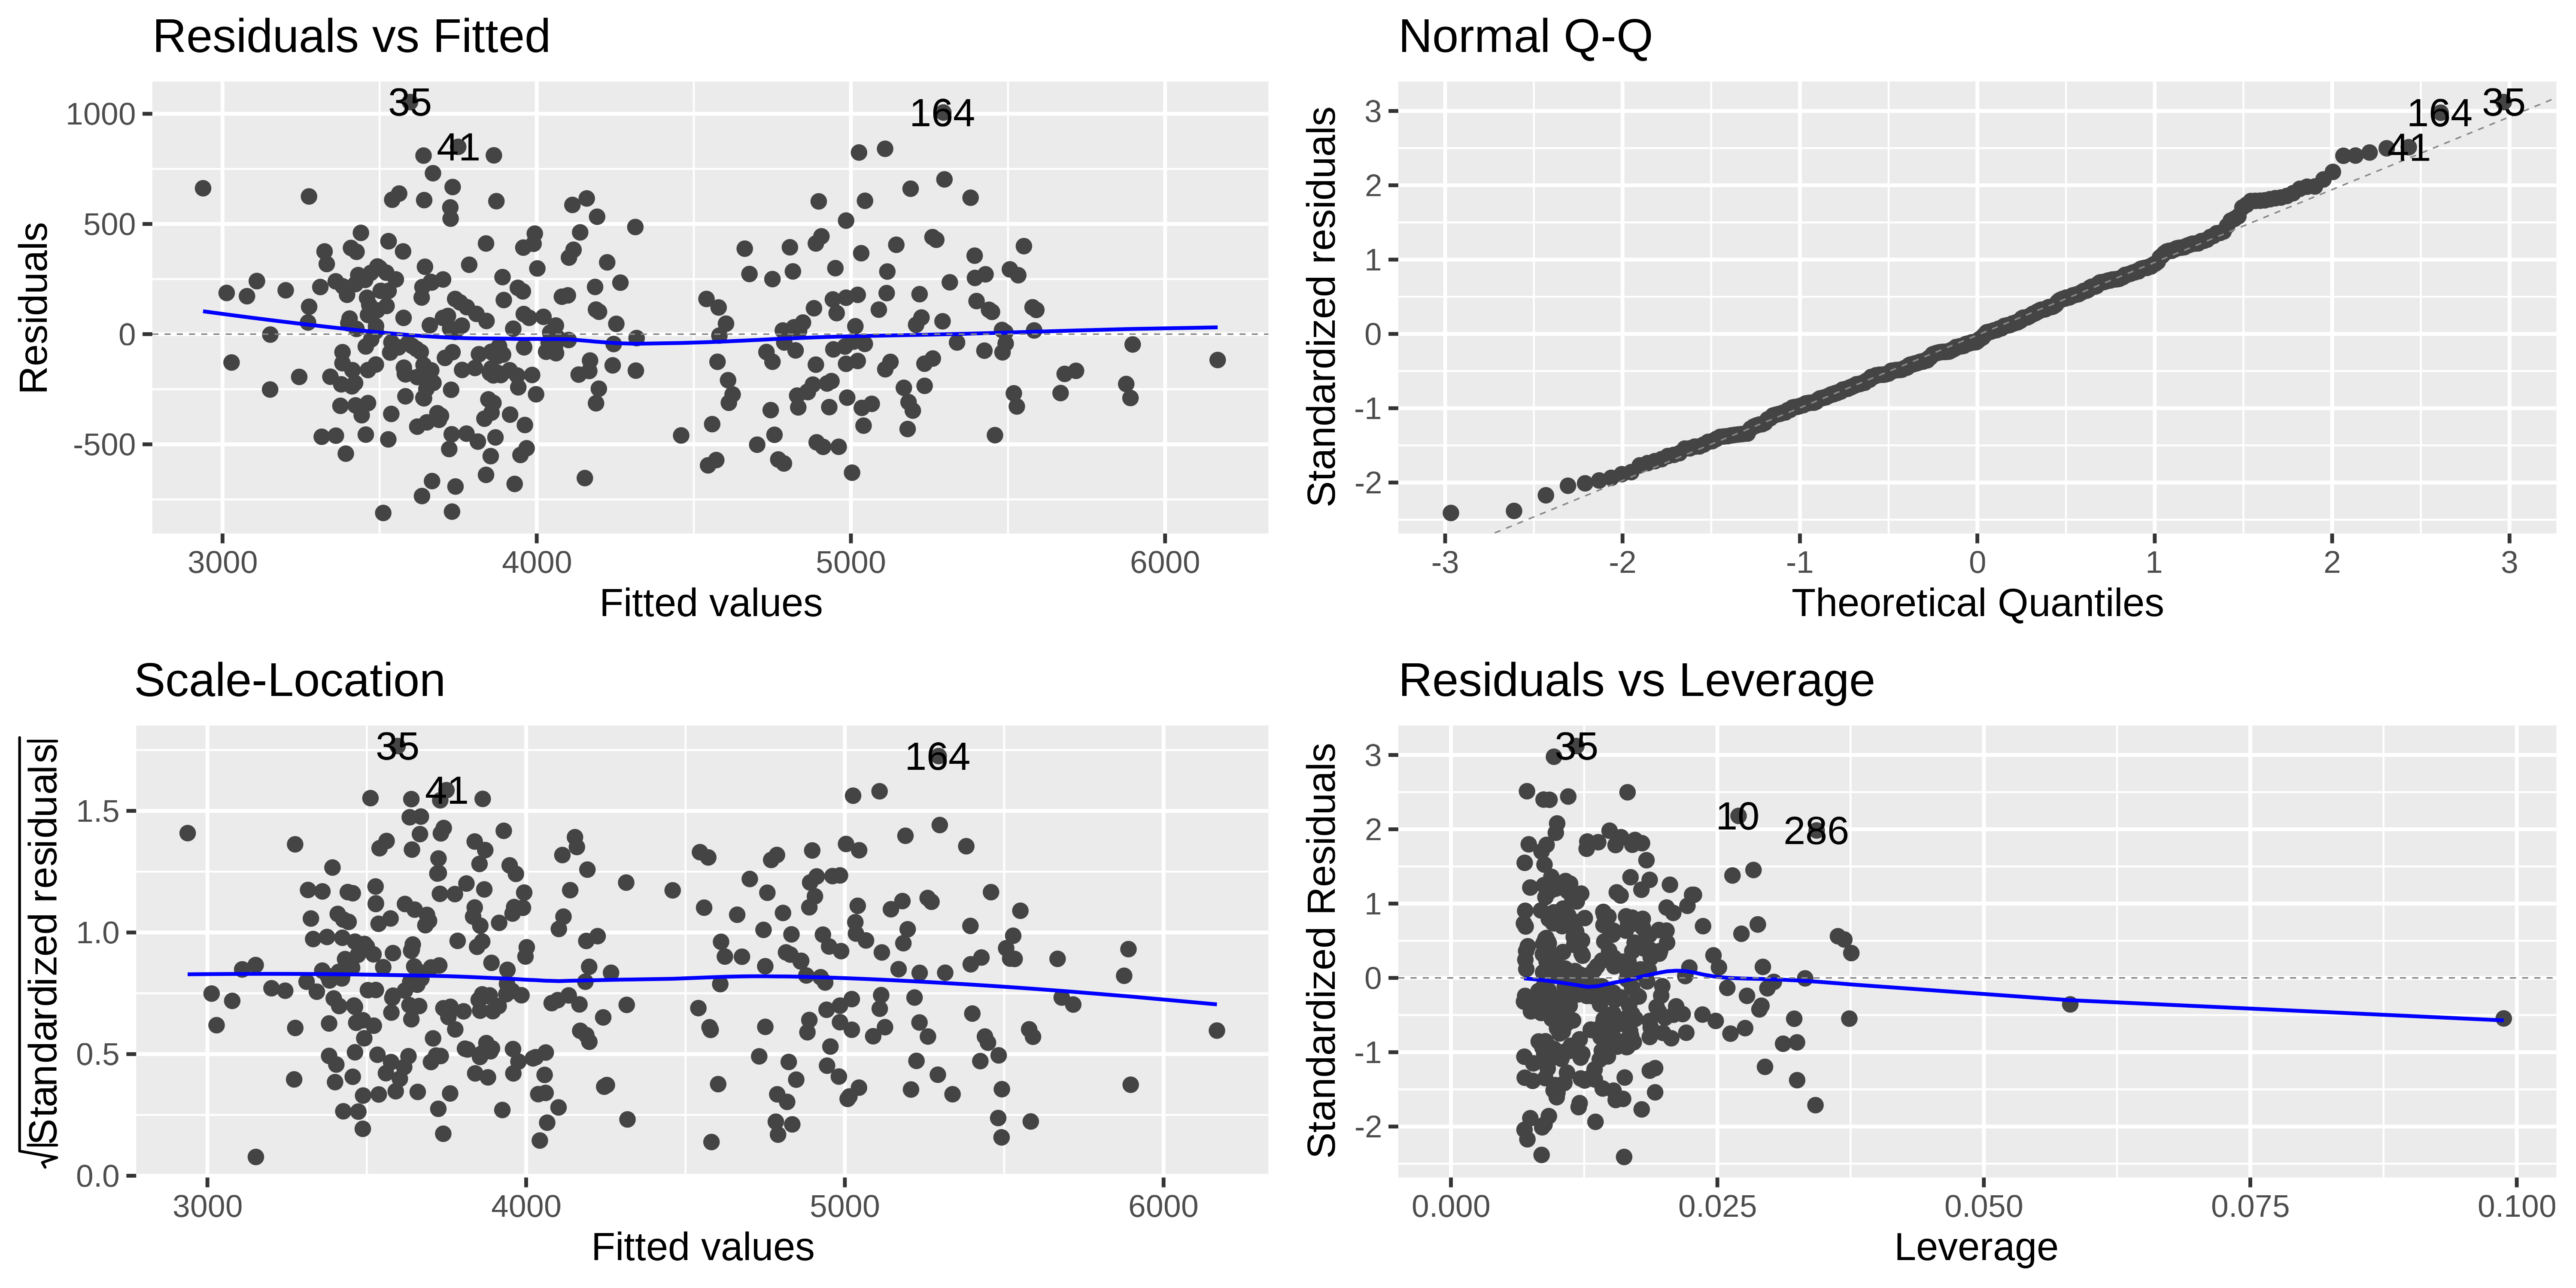 Residuals vs Fitted
35
164
41
1000
500
0
-500
Residuals
3000 4000 5000 6000
Fitted values
Normal Q-Q
35
164
41
3
2
1
0
-1
-2
Standardized residuals
-3 -2 -1 0 1 2 3
Theoretical Quantiles
Scale-Location
35
164
41
1.5
1.0
0.5
0.0
√|Standardized residuals|
3000 4000 5000 6000
Fitted values
Residuals vs Leverage
35
10
286
3
2
1
0
-1
-2
Standardized Residuals
0.000 0.025 0.050 0.075 0.100
Leverage